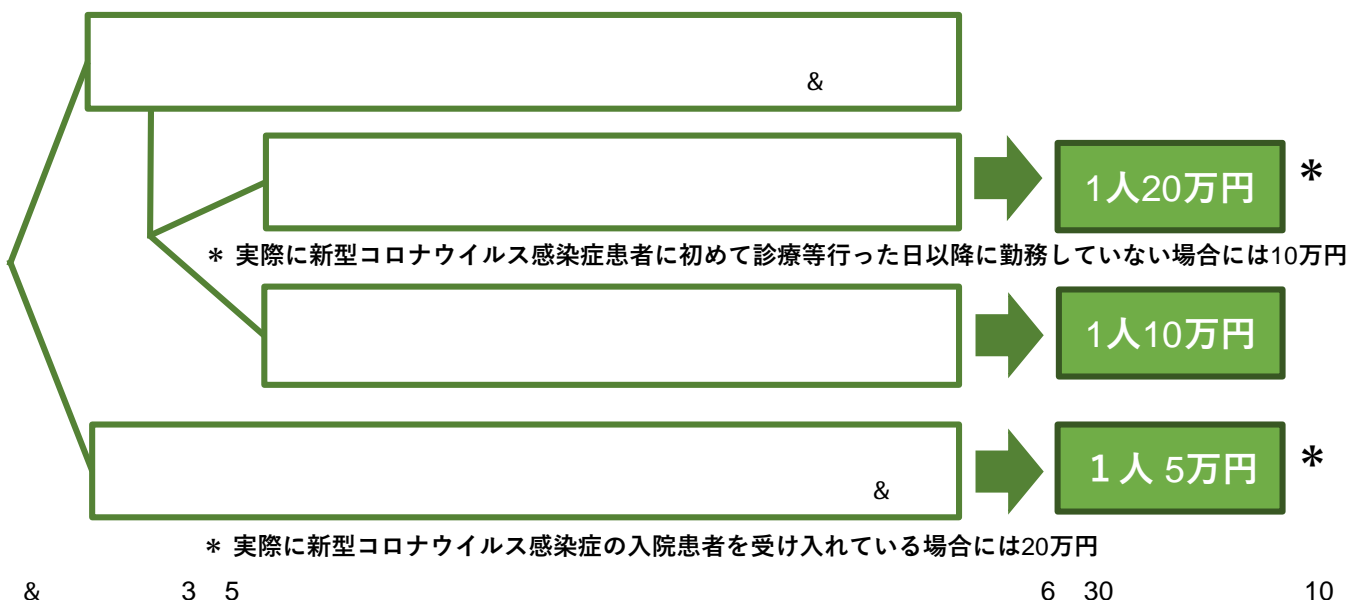 &
1人20万円 *
* 実際に新型コロナウイルス感染症患者に初めて診療等行った日以降に勤務していない場合には10万円
1人10万円
１人 5万円 *
&
* 実際に新型コロナウイルス感染症の入院患者を受け入れている場合には20万円
& 3 5 6 30 10